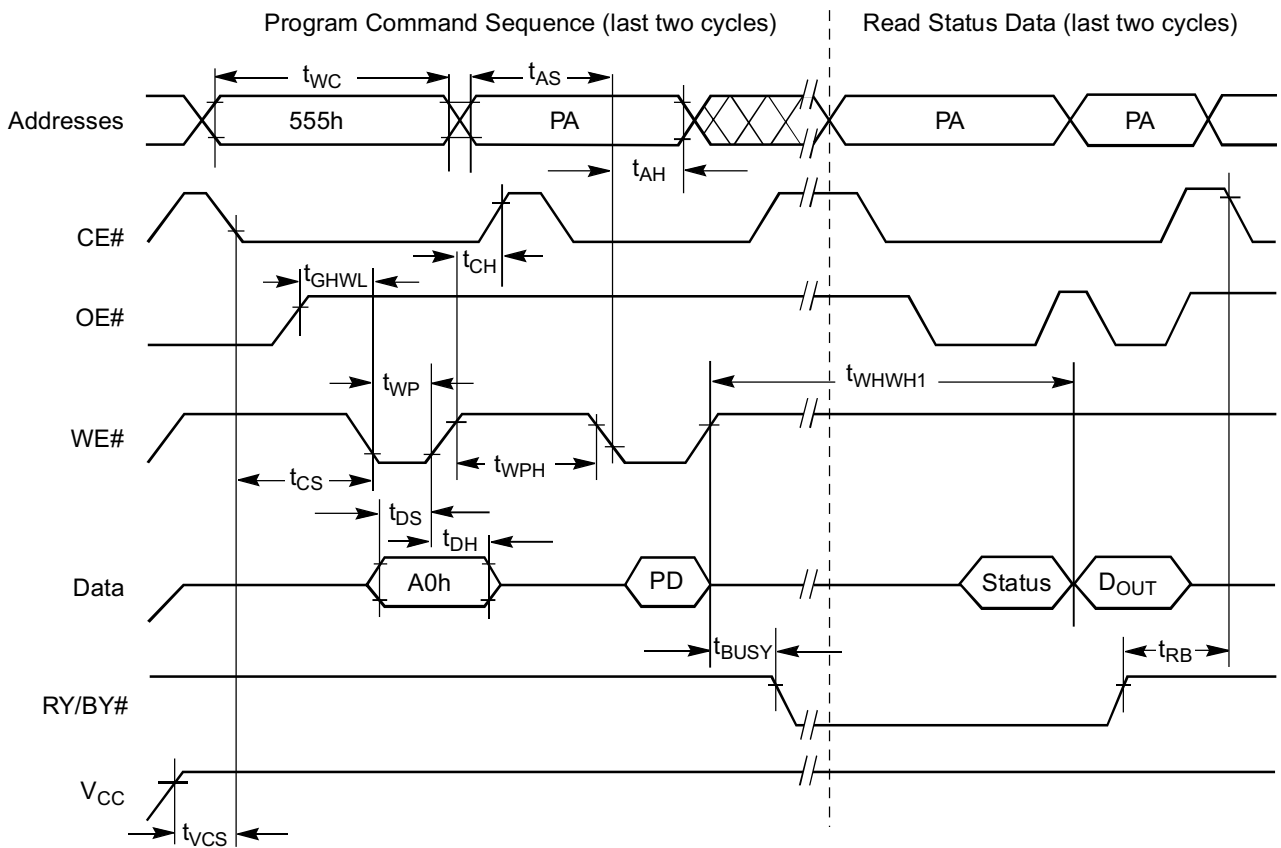 Program Command Sequence (last two cycles)
Read Status Data (last two cycles)
tWC
tAS
Addresses
555h
PA
PA
PA
tAH
CE#
tCH
tGHWL
OE#
tWP
tWHWH1
WE#
tCS
tWPH
tDS
tDH
Data
A0h
PD
Status
DOUT
tBUSY
tRB
RY/BY#
VCC
tVCS